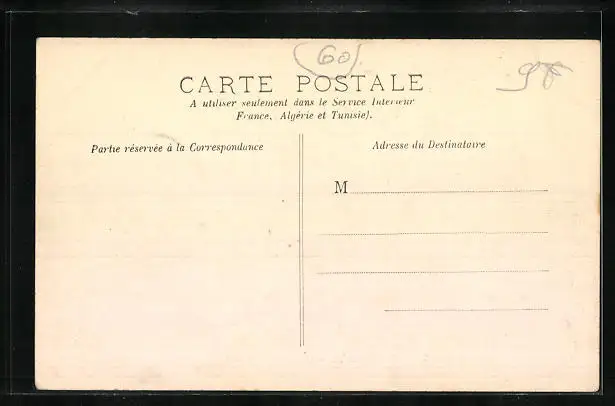 (60)
CARTE POSTALE
A utiliser seulement dans le Service Interieur
France, Algérie et Tunisie).
Partie réservée à la Correspondance
Adresse du Destinataire
M